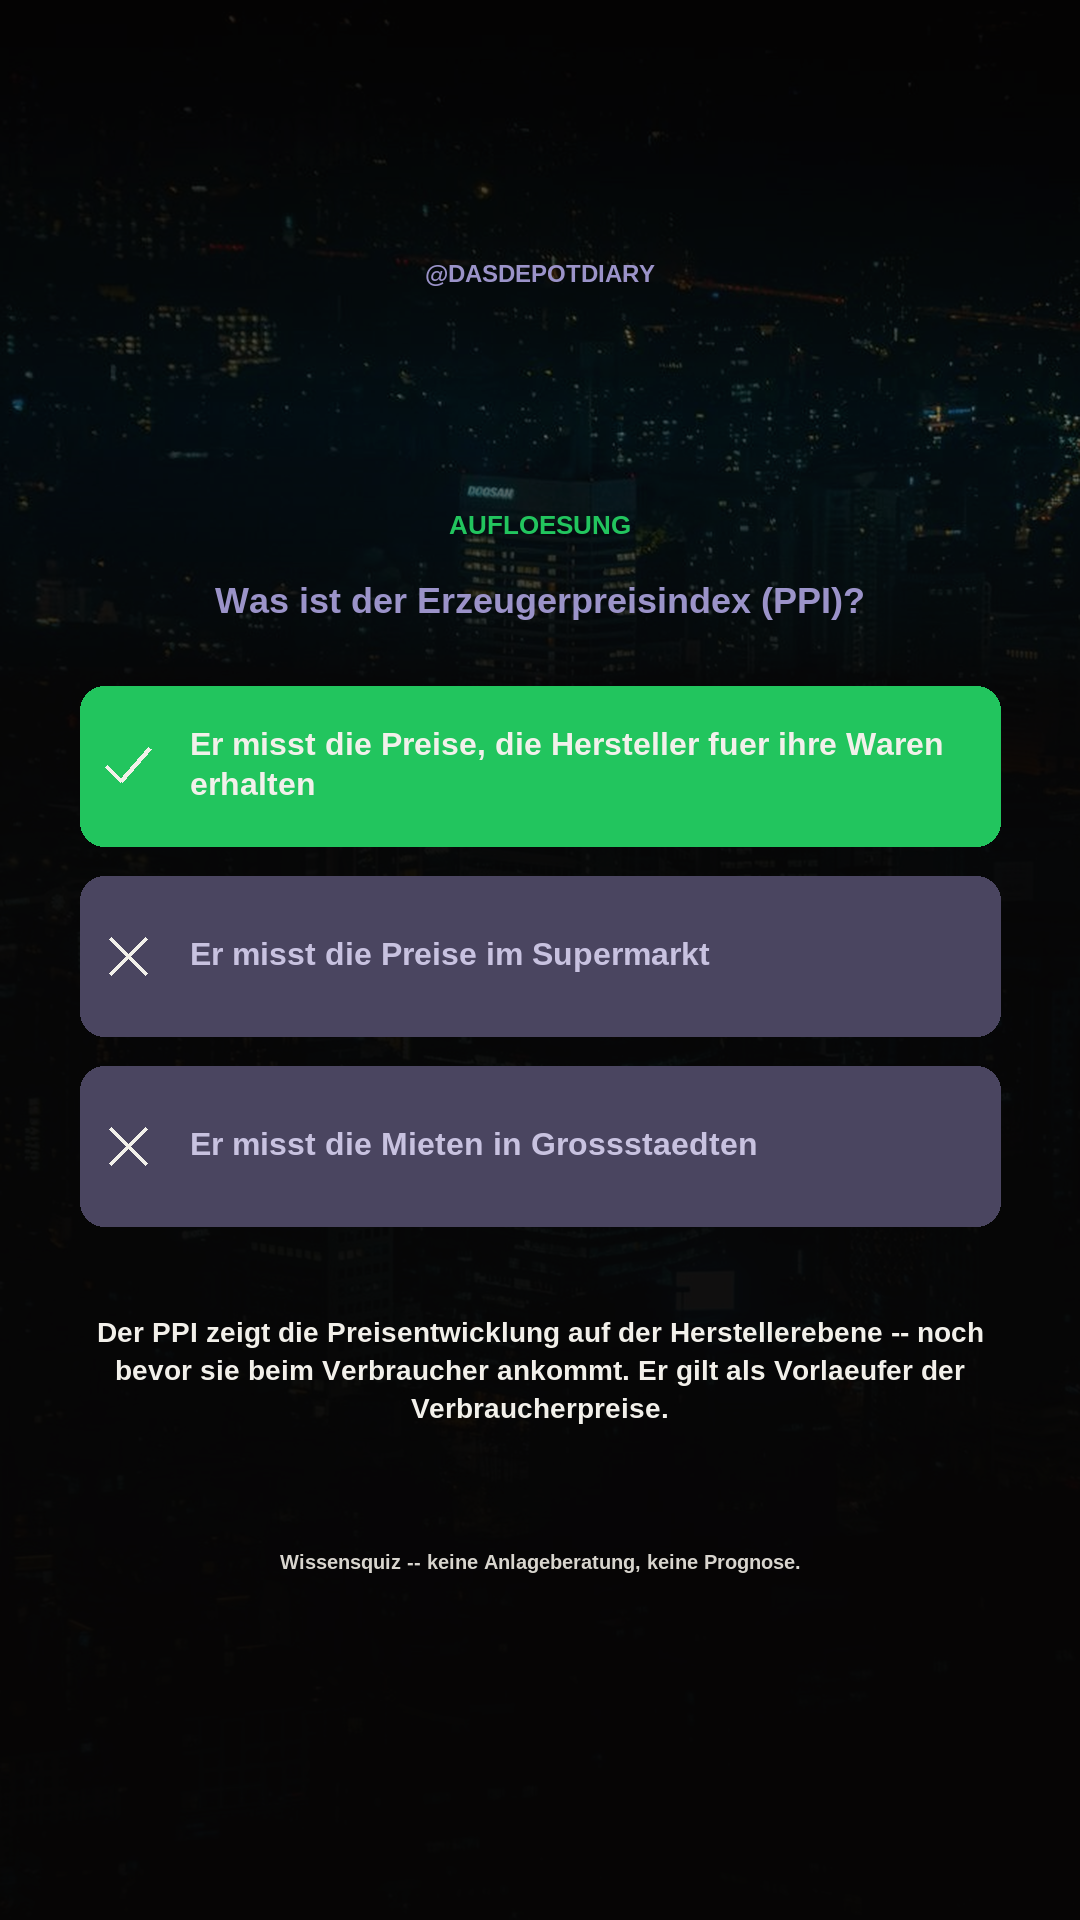 @DASDEPOTDIARY
DOOSAN
AUFLOESUNG
Was ist der Erzeugerpreisindex (PPI)?
Er misst die Preise, die Hersteller fuer ihre Waren
erhalten
Er misst die Preise im Supermarkt
Er misst die Mieten in Grossstaedten
Der PPI zeigt die Preisentwicklung auf der Herstellerebene -- noch
bevor sie beim Verbraucher ankommt. Er gilt als Vorlaeufer der
Verbraucherpreise.
Wissensquiz -- keine Anlageberatung, keine Prognose.